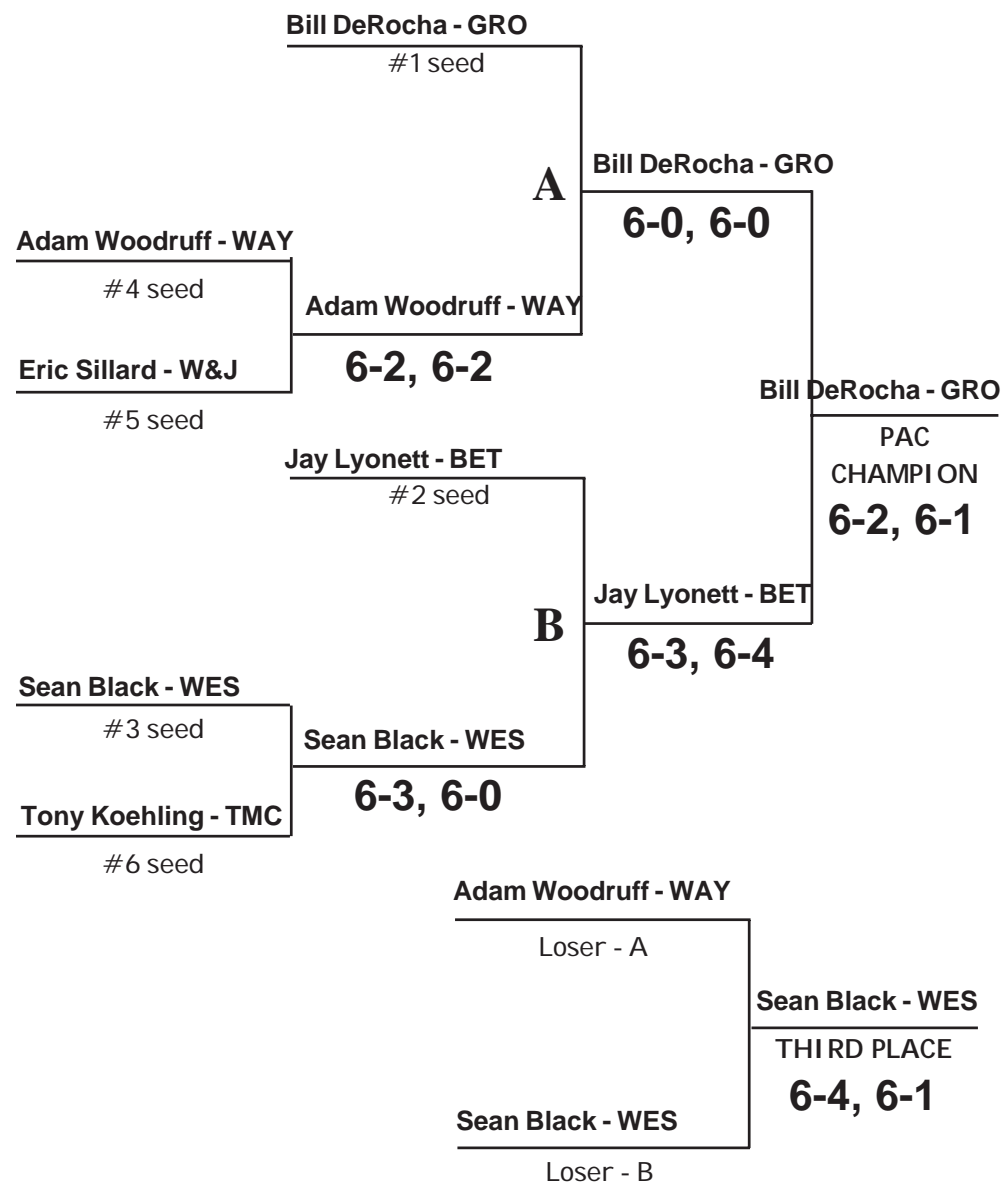 Bill DeRocha - GRO
#1 seed
A
Bill DeRocha - GRO
6-0, 6-0
Adam Woodruff - WAY
#4 seed
Adam Woodruff - WAY
6-2, 6-2
Eric Sillard - W&J
#5 seed
Bill DeRocha - GRO
PAC
CHAMPION
6-2, 6-1
Jay Lyonett - BET
#2 seed
B
Jay Lyonett - BET
6-3, 6-4
Sean Black - WES
#3 seed
Sean Black - WES
6-3, 6-0
Tony Koehling - TMC
#6 seed
Adam Woodruff - WAY
Loser - A
Sean Black - WES
THIRD PLACE
6-4, 6-1
Sean Black - WES
Loser - B